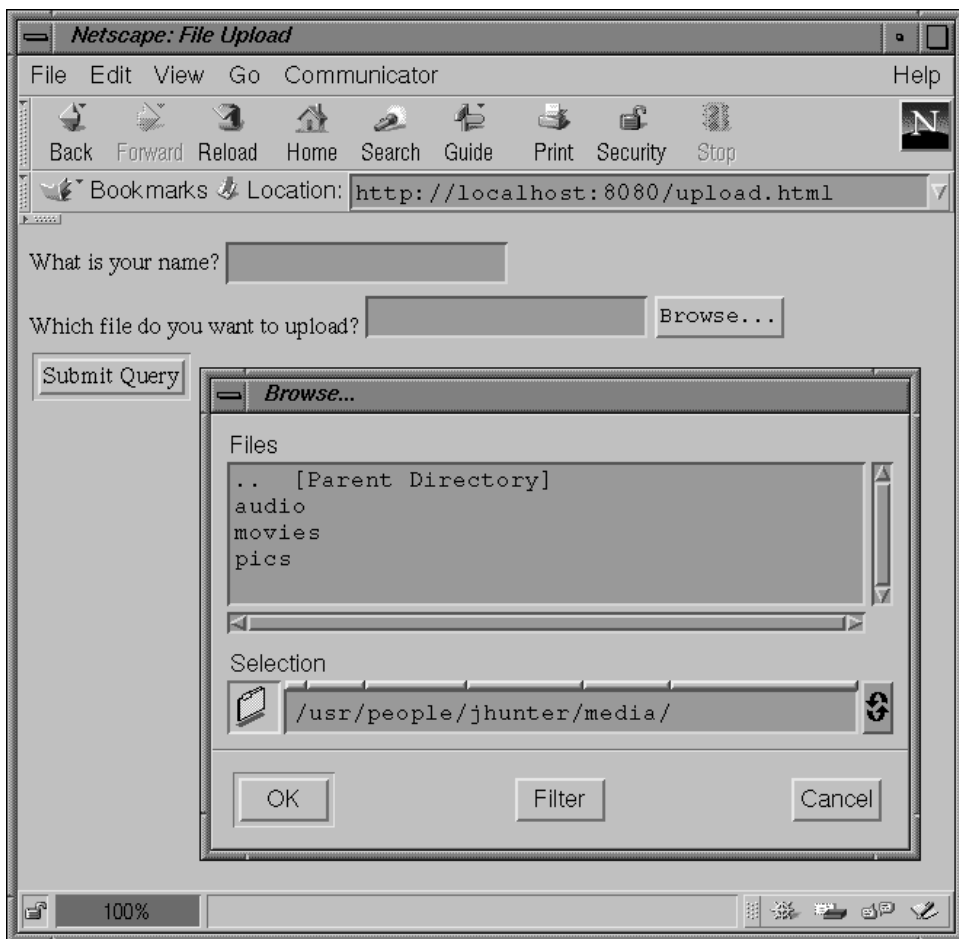 Netscape: File Upload
File Edit View Go Communicator Help
Back Forward Reload Home Search Guide Print Security Stop
N
Bookmarks Location: http://localhost:8080/upload.html
What is your name?
Which file do you want to upload? Browse...
Submit Query
Browse...
Files
.. [Parent Directory]
audio
movies
pics
Selection
/usr/people/jhunter/media/
OK Filter Cancel
100%